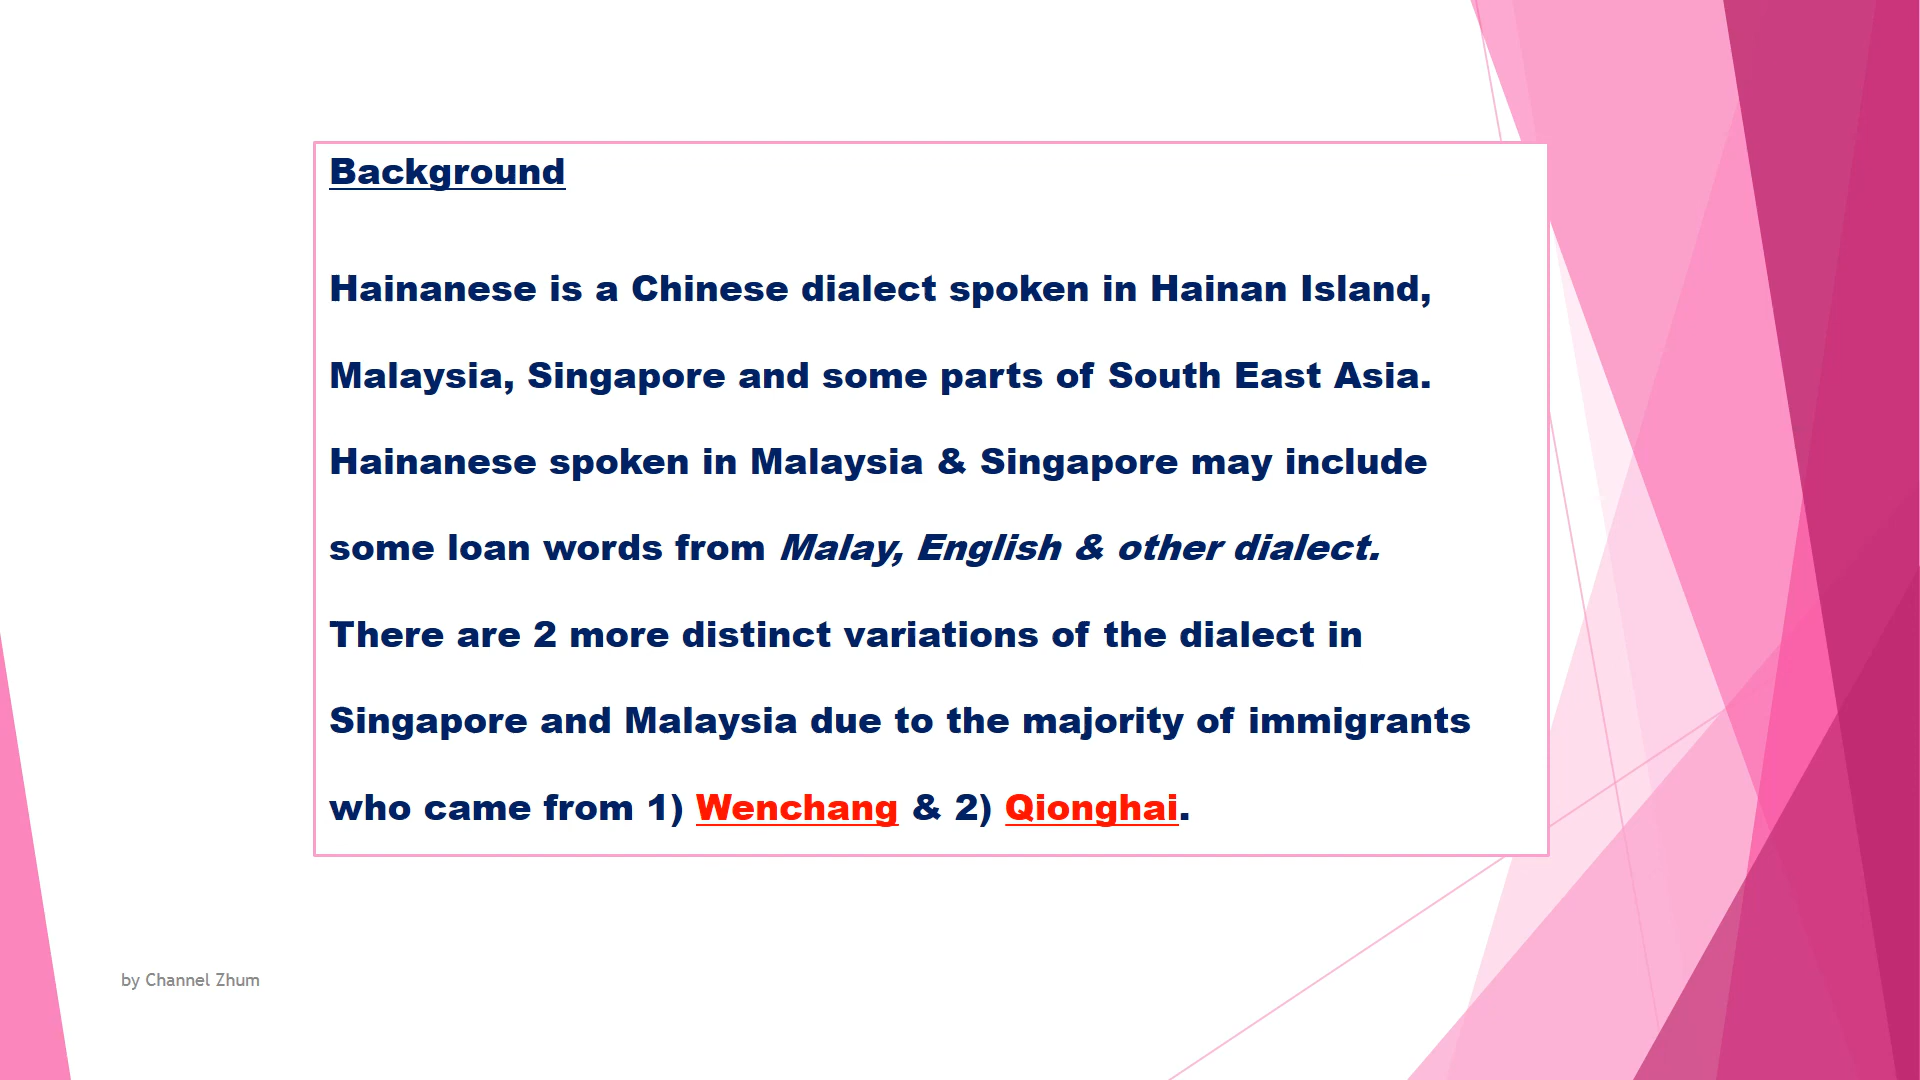 Background
Hainanese is a Chinese dialect spoken in Hainan Island,
Malaysia, Singapore and some parts of South East Asia.
Hainanese spoken in Malaysia & Singapore may include
some loan words from Malay, English & other dialect.
There are 2 more distinct variations of the dialect in
Singapore and Malaysia due to the majority of immigrants
who came from 1) Wenchang & 2) Qionghai.
by Channel Zhum